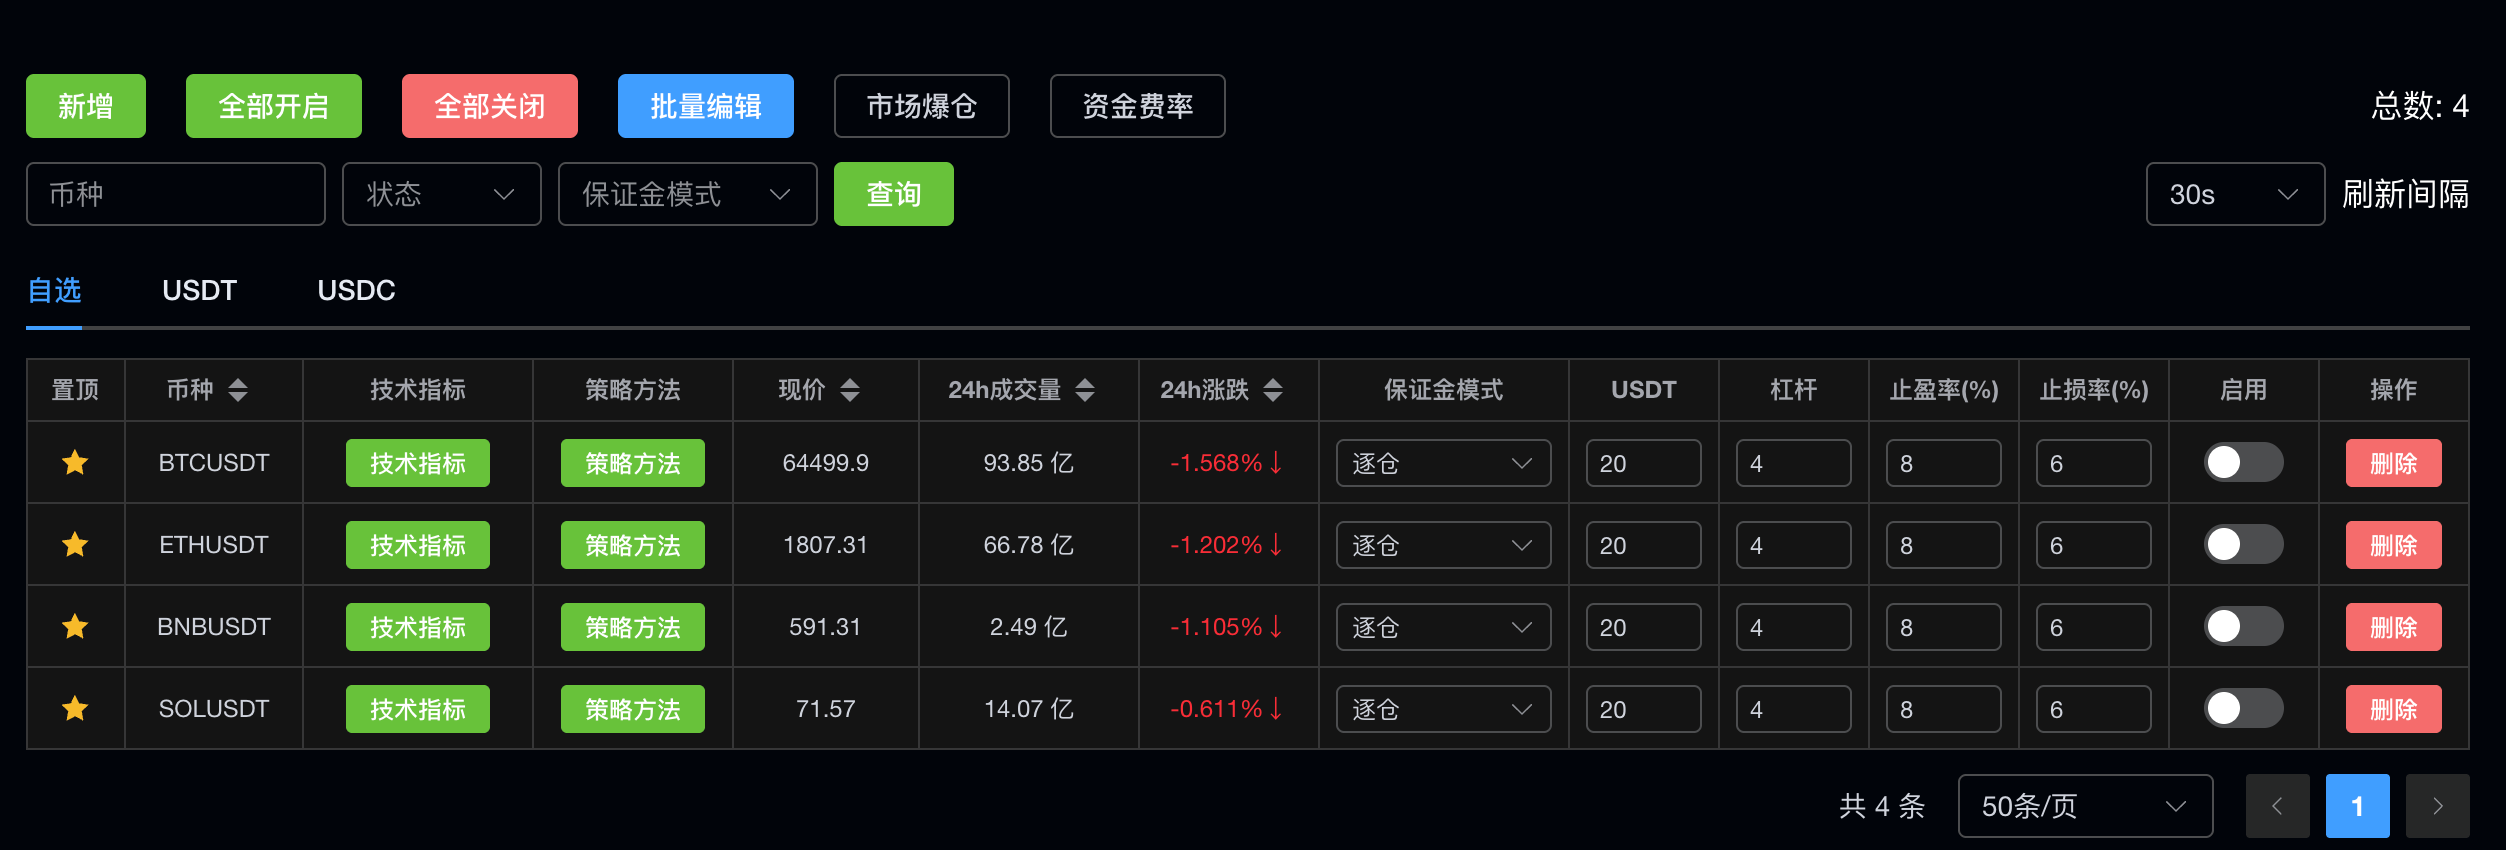 新增 全部开启 全部关闭 批量编辑 市场爆仓 资金费率 总数: 4
币种 状态 保证金模式 查询 30s 刷新间隔
自选 USDT USDC
置顶 币种 技术指标 策略方法 现价 24h成交量 24h涨跌 保证金模式 USDT 杠杆 止盈率(%) 止损率(%) 启用 操作
BTCUSDT 技术指标 策略方法 64499.9 93.85 亿 -1.568%↓ 逐仓 20 4 8 6 删除
ETHUSDT 技术指标 策略方法 1807.31 66.78 亿 -1.202%↓ 逐仓 20 4 8 6 删除
BNBUSDT 技术指标 策略方法 591.31 2.49 亿 -1.105%↓ 逐仓 20 4 8 6 删除
SOLUSDT 技术指标 策略方法 71.57 14.07 亿 -0.611%↓ 逐仓 20 4 8 6 删除
共 4 条 50条/页 1